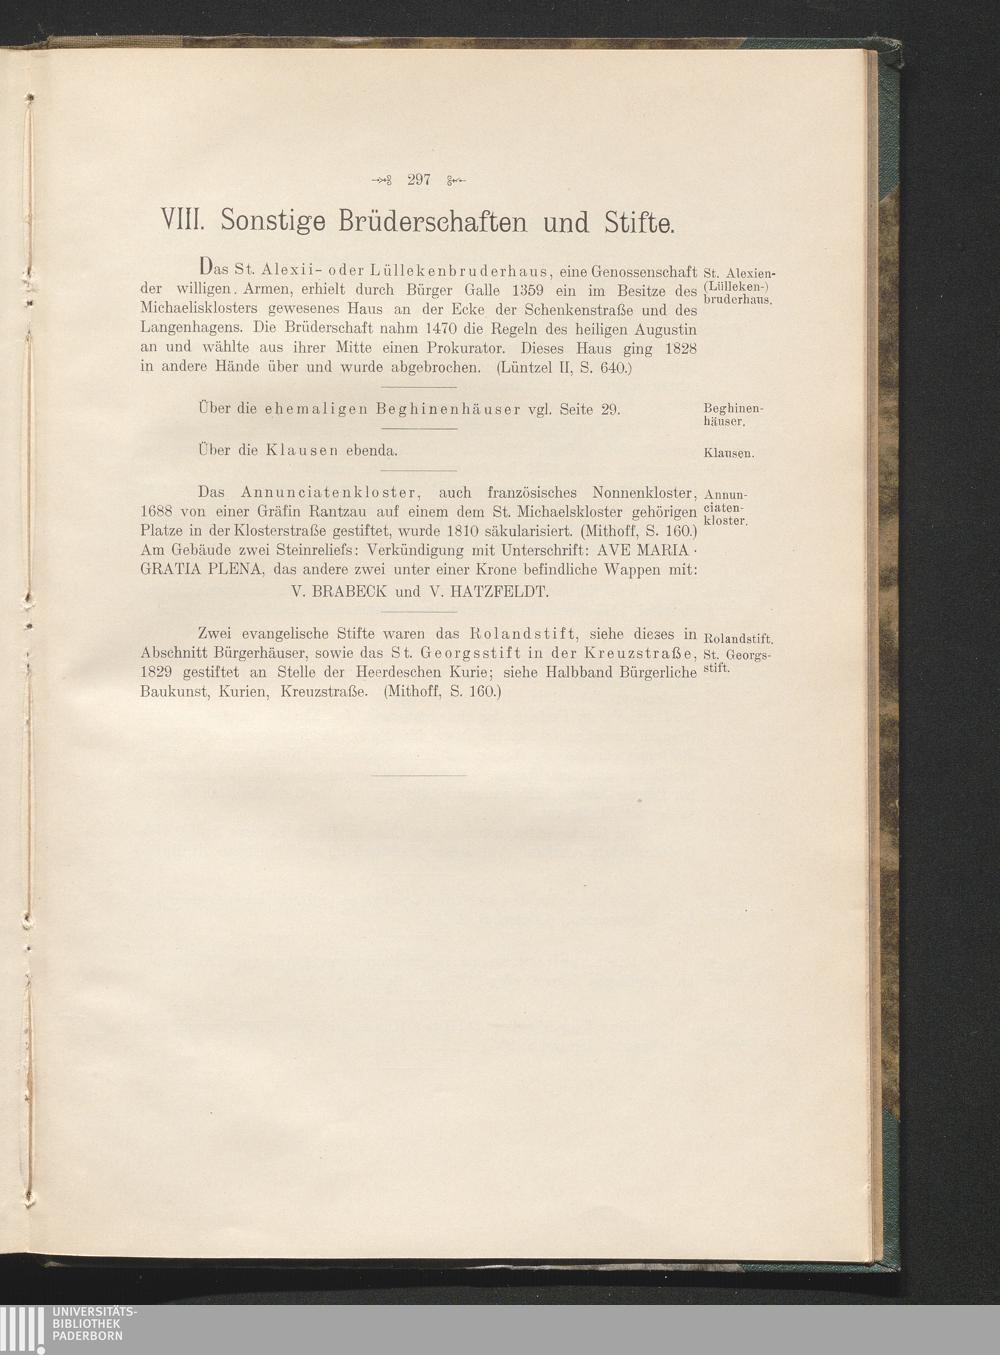 297
VIII. Sonstige Brüderschaften und Stifte.
Das St. Alexii- oder Lüllekenbruderhaus, eine Genossenschaft
der willigen. Armen, erhielt durch Bürger Galle 1359 ein im Besitze des
Michaelisklosters gewesenes Haus an der Ecke der Schenkenstraße und des
Langenhagens. Die Brüderschaft nahm 1470 die Regeln des heiligen Augustin
an und wählte aus ihrer Mitte einen Prokurator. Dieses Haus ging 1828
in andere Hände über und wurde abgebrochen. (Lüntzel II, S. 640.)
St. Alexien-
(Lülleken-)
bruderhaus.
Über die ehemaligen Beghinenhäuser vgl. Seite 29.
Beghinen-
häuser.
Über die Klausen ebenda.
Klausen.
Das Annunciatenkloster, auch französisches Nonnenkloster,
1688 von einer Gräfin Rantzau auf einem dem St. Michaelskloster gehörigen
Platze in der Klosterstraße gestiftet, wurde 1810 säkularisiert. (Mithoff, S. 160.)
Am Gebäude zwei Steinreliefs: Verkündigung mit Unterschrift: AVE MARIA ·
GRATIA PLENA, das andere zwei unter einer Krone befindliche Wappen mit:
V. BRABECK und V. HATZFELDT.
Annun-
ciaten-
kloster.
Zwei evangelische Stifte waren das Rolandstift, siehe dieses in
Abschnitt Bürgerhäuser, sowie das St. Georgsstift in der Kreuzstraße,
1829 gestiftet an Stelle der Heerdeschen Kurie; siehe Halbband Bürgerliche
Baukunst, Kurien, Kreuzstraße. (Mithoff, S. 160.)
Rolandstift.
St. Georgs-
stift.
UNIVERSITÄTS-
BIBLIOTHEK
PADERBORN